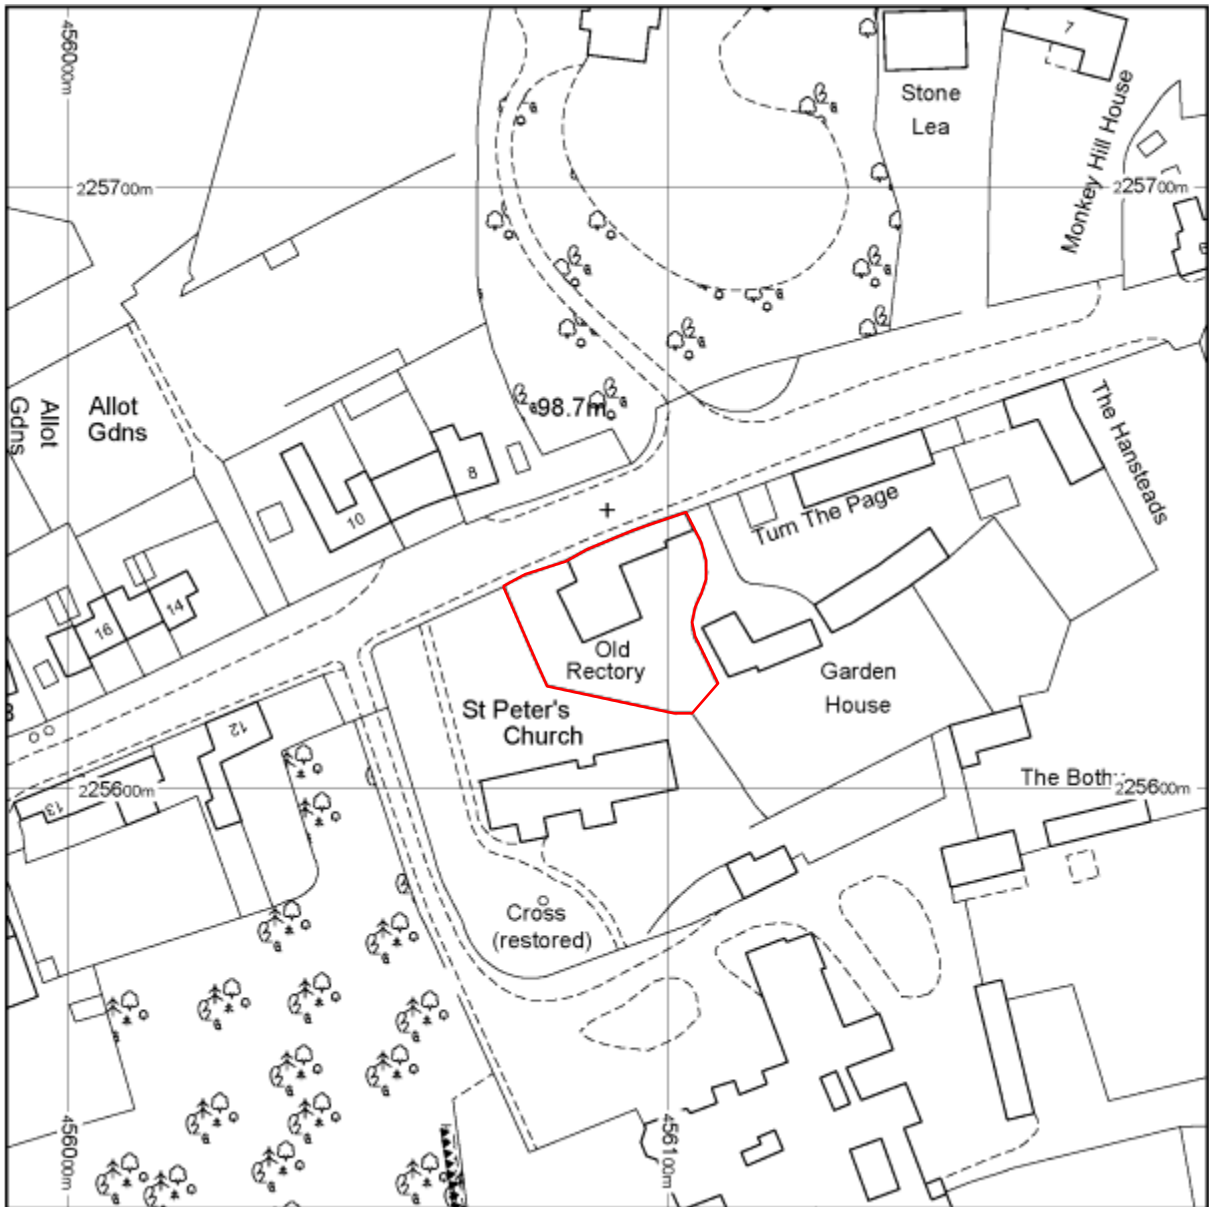 456000m
7
Stone
Lea
Monkey Hill House
225700m
225700m
98.7m
Allot
Gdns
Allot
Gdns
The Hansteads
8
10
Turn The Page
16
14
Old
Rectory
Garden
House
St Peter's
Church
12
13
225600m
The Bothy
225600m
Cross
(restored)
456000m
456100m